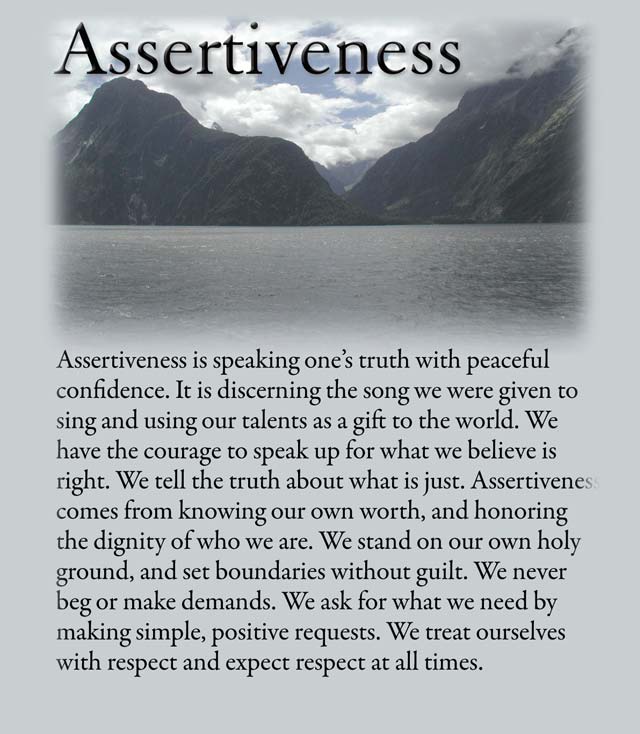 Assertiveness
Assertiveness is speaking one's truth with peaceful
confidence. It is discerning the song we were given to
sing and using our talents as a gift to the world. We
have the courage to speak up for what we believe is
right. We tell the truth about what is just. Assertiveness
comes from knowing our own worth, and honoring
the dignity of who we are. We stand on our own holy
ground, and set boundaries without guilt. We never
beg or make demands. We ask for what we need by
making simple, positive requests. We treat ourselves
with respect and expect respect at all times.